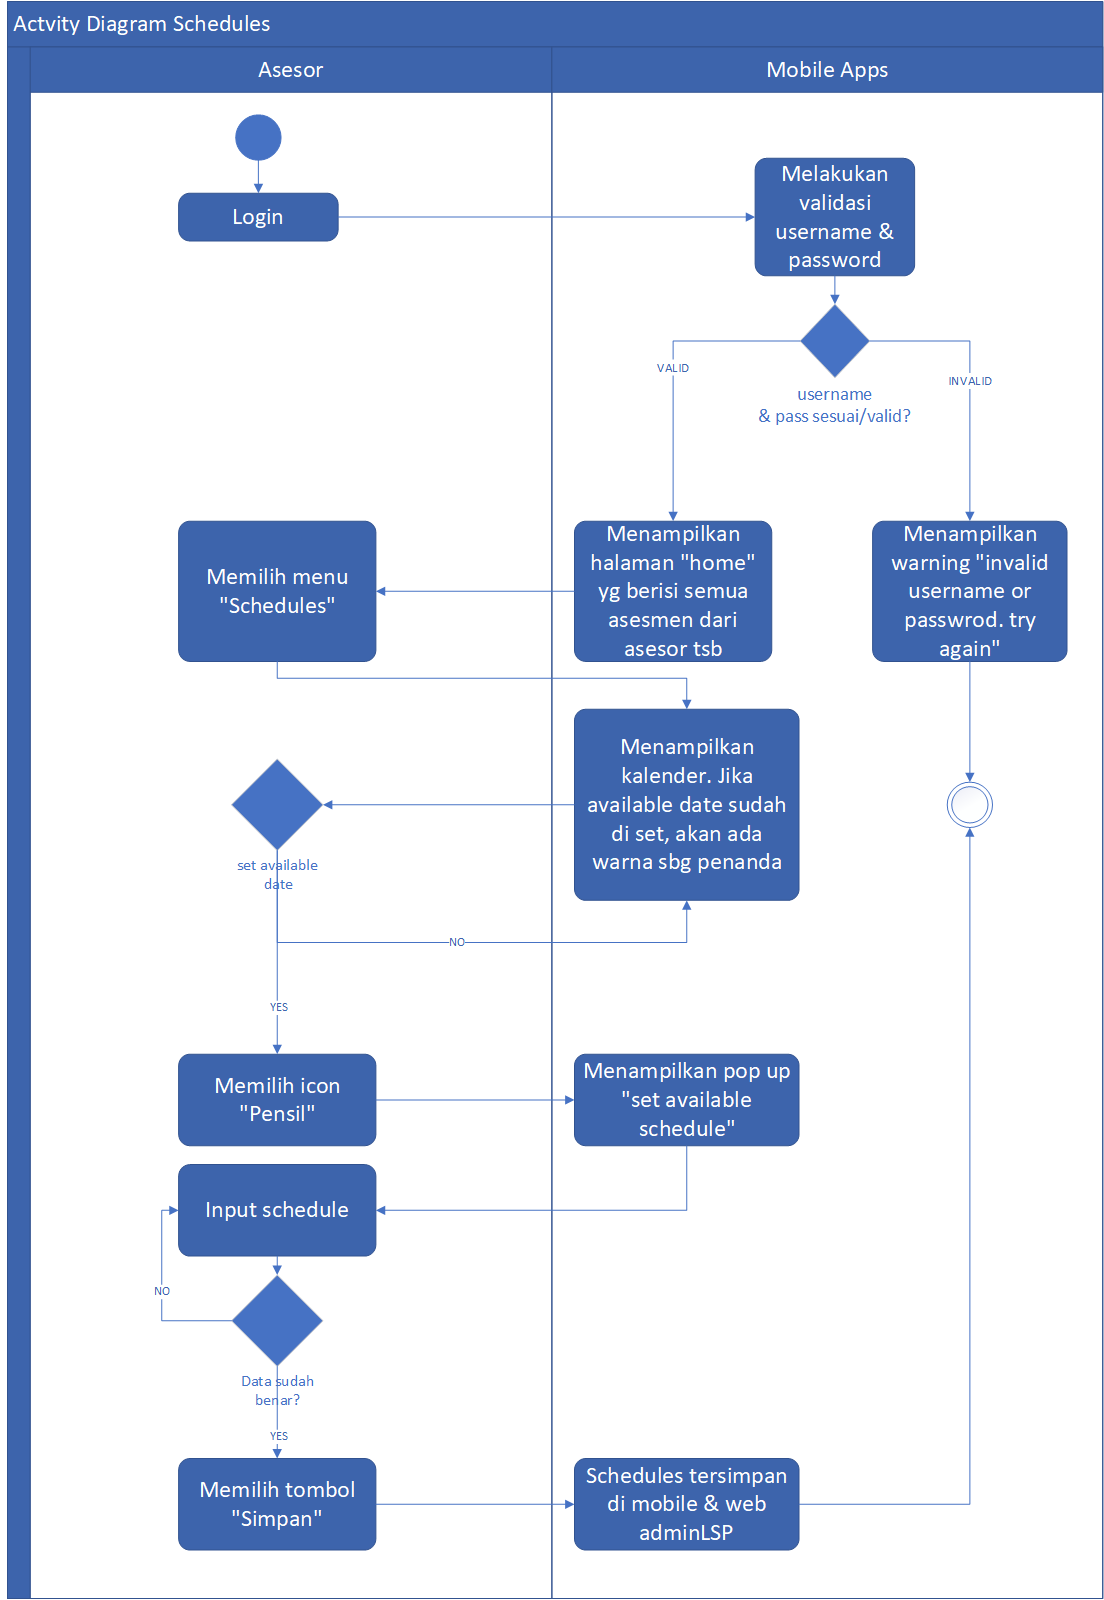 Actvity Diagram Schedules
Asesor
Mobile Apps
Login
Melakukan
validasi
username &
password
VALID
INVALID
username
& pass sesuai/valid?
Memilih menu
"Schedules"
Menampilkan
halaman "home"
yg berisi semua
asesmen dari
asesor tsb
Menampilkan
warning "invalid
username or
passwrod. try
again"
Menampilkan
kalender. Jika
available date sudah
di set, akan ada
warna sbg penanda
set available
date
NO
YES
Memilih icon
"Pensil"
Menampilkan pop up
"set available
schedule"
Input schedule
NO
Data sudah
benar?
YES
Memilih tombol
"Simpan"
Schedules tersimpan
di mobile & web
adminLSP